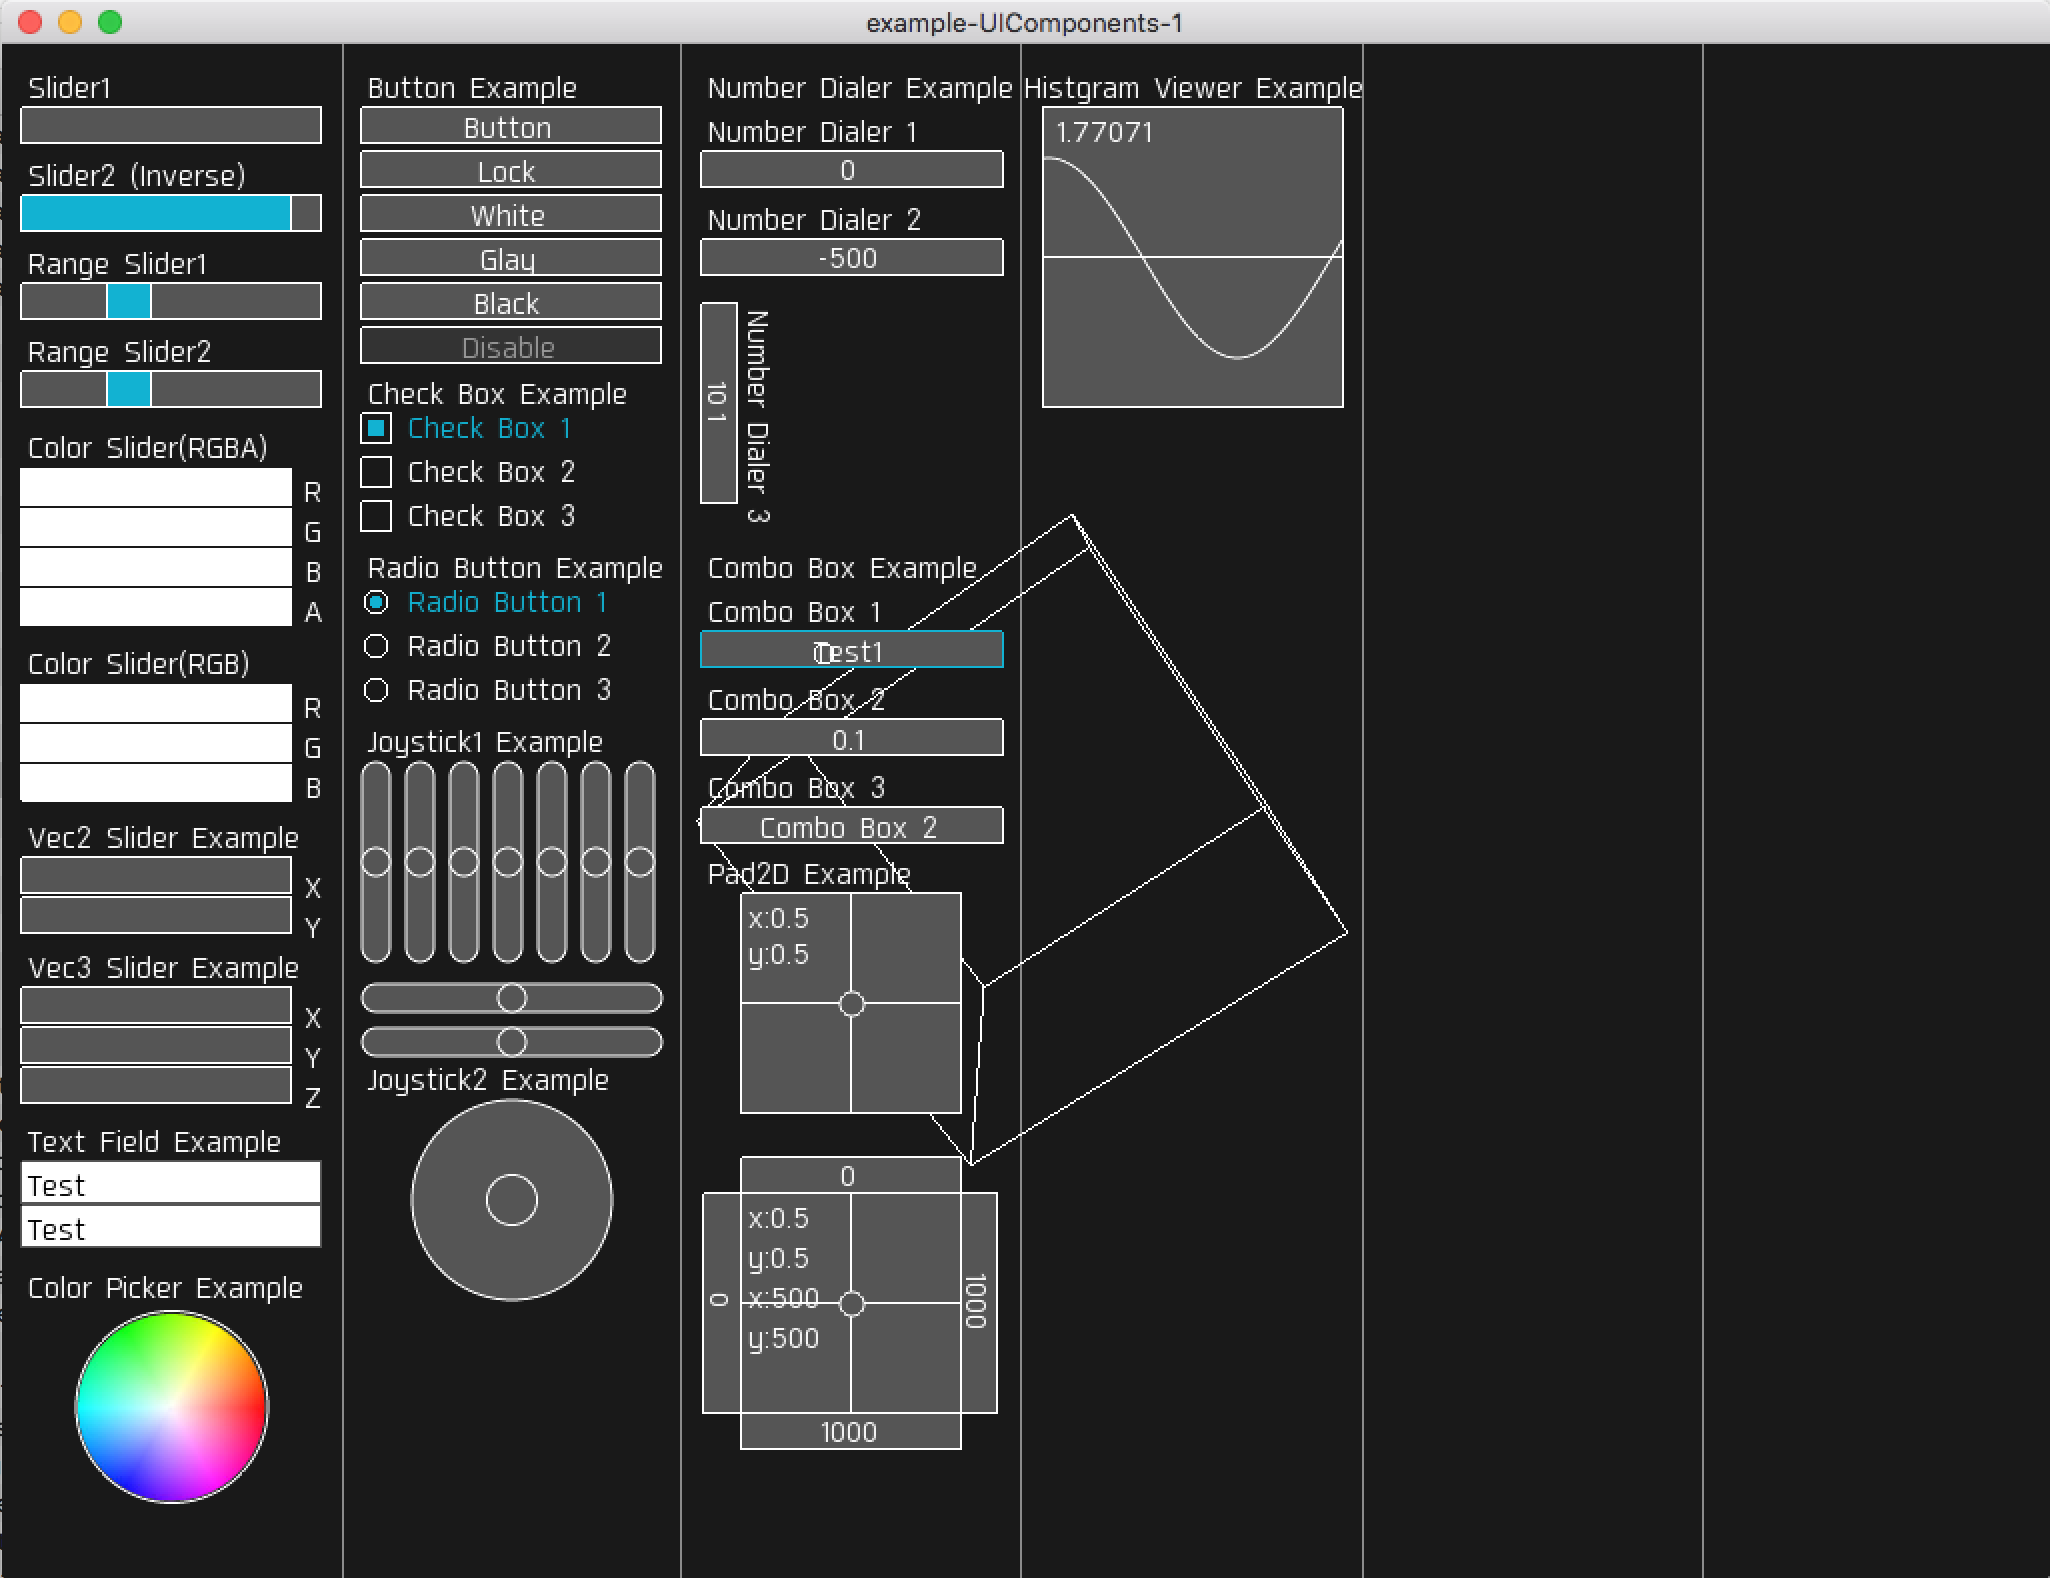 example-UIComponents-1
Slider1
Slider2 (Inverse)
Range Slider1
Range Slider2
Color Slider(RGBA)
R
G
B
A
Color Slider(RGB)
R
G
B
Vec2 Slider Example
X
Y
Vec3 Slider Example
X
Y
Z
Text Field Example
Test
Test
Color Picker Example
Button Example
Button
Lock
White
Glay
Black
Disable
Check Box Example
Check Box 1
Check Box 2
Check Box 3
Radio Button Example
Radio Button 1
Radio Button 2
Radio Button 3
Joystick1 Example
Joystick2 Example
Number Dialer Example
Number Dialer 1
0
Number Dialer 2
-500
Number Dialer 3
10.1
Combo Box Example
Combo Box 1
Test1
Combo Box 2
0.1
Combo Box 3
Combo Box 2
Pad2D Example
x:0.5
y:0.5
0
x:0.5
y:0.5
x:500
y:500
0
1000
1000
Histgram Viewer Example
1.77071